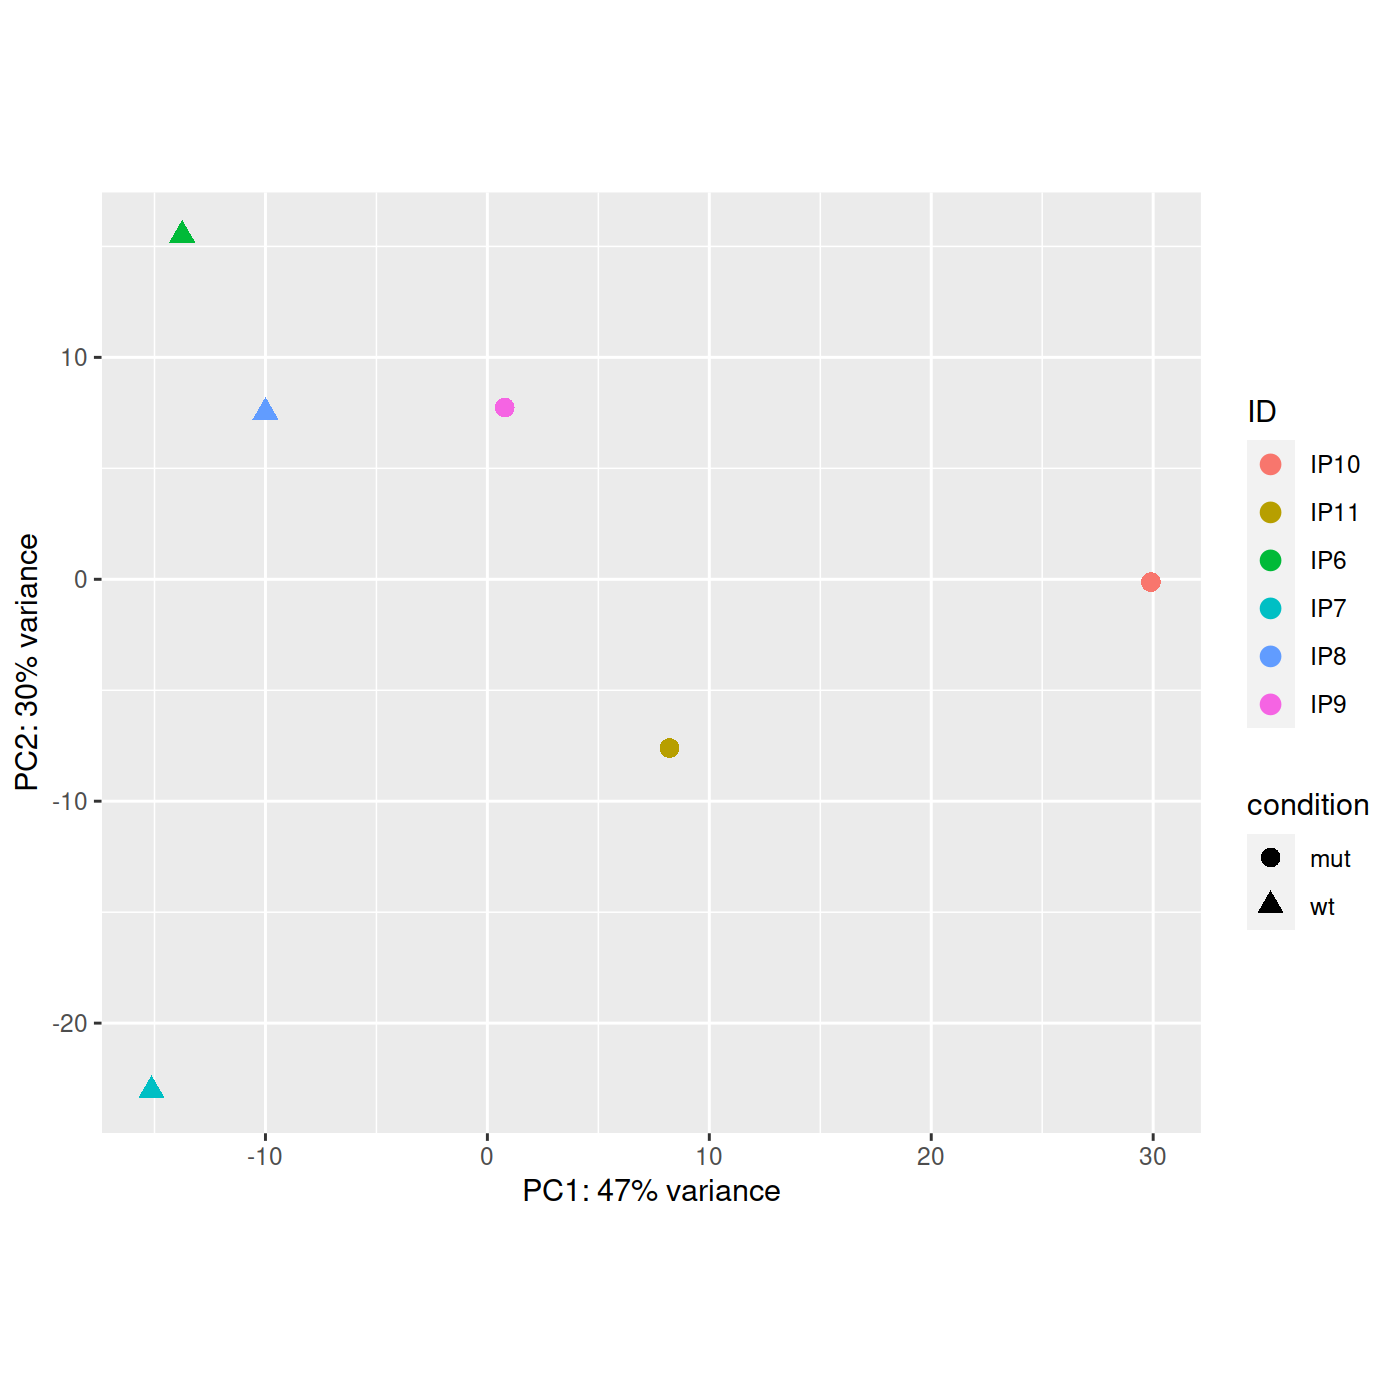 10
0
-10
-20
PC2: 30% variance
-10
0
10
20
30
PC1: 47% variance
ID
IP10
IP11
IP6
IP7
IP8
IP9
condition
mut
wt